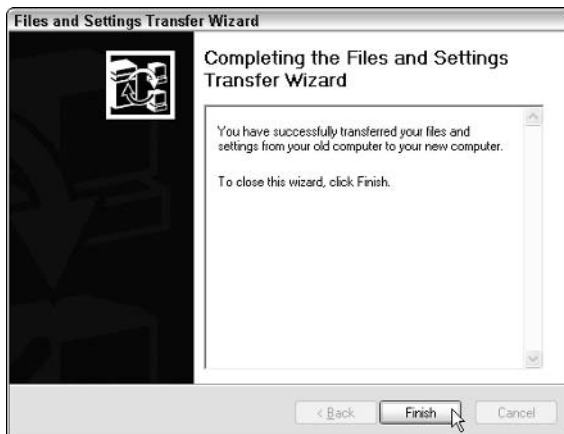 Files and Settings Transfer Wizard
Completing the Files and Settings
Transfer Wizard
You have successfully transferred your files and
settings from your old computer to your new computer.
To close this wizard, click Finish.
< Back
Finish
Cancel